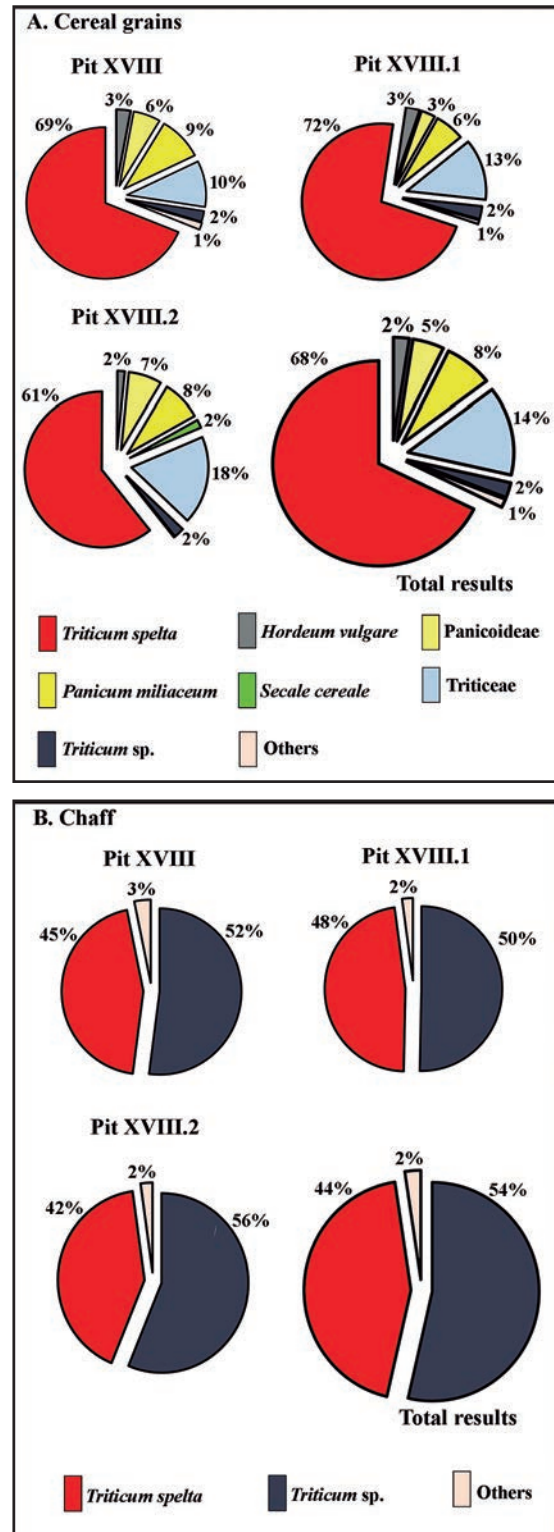 A. Cereal grains
Pit XVIII
Pit XVIII.1
69%
3%
6%
9%
10%
2%
1%
72%
3%
3%
6%
13%
2%
1%
Pit XVIII.2
61%
2%
7%
8%
2%
18%
2%
68%
2%
5%
8%
14%
2%
1%
Total results
Triticum spelta
Hordeum vulgare
Panicoideae
Panicum miliaceum
Secale cereale
Triticeae
Triticum sp.
Others
B. Chaff
Pit XVIII
Pit XVIII.1
45%
3%
52%
48%
2%
50%
Pit XVIII.2
42%
2%
56%
44%
2%
54%
Total results
Triticum spelta
Triticum sp.
Others